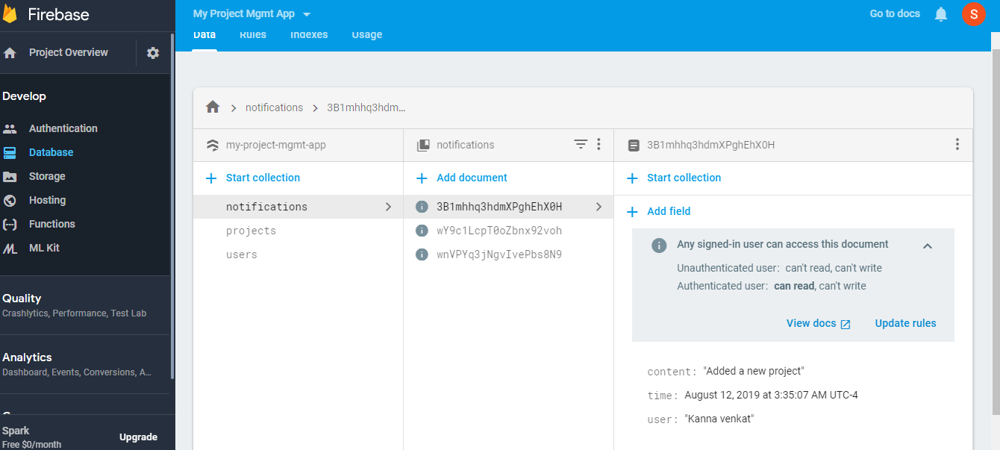 Firebase
Project Overview
Develop
Authentication
Database
Storage
Hosting
Functions
ML Kit
Quality
Crashlytics, Performance, Test Lab
Analytics
Dashboard, Events, Conversions, A...
Spark
Free $0/month
Upgrade
My Project Mgmt App
Go to docs
S
Data Rules Indexes Usage
notifications 3B1mhhq3hdm...
my-project-mgmt-app
Start collection
notifications
projects
users
notifications
Add document
3B1mhhq3hdmXPghEhX0H
wY9c1LcpT0oZbnx92voh
wnVPYq3jNgvIvePbs8N9
3B1mhhq3hdmXPghEhX0H
Start collection
Add field
Any signed-in user can access this document
Unauthenticated user: can't read, can't write
Authenticated user: can read, can't write
View docs Update rules
content: "Added a new project"
time: August 12, 2019 at 3:35:07 AM UTC-4
user: "Kanna venkat"